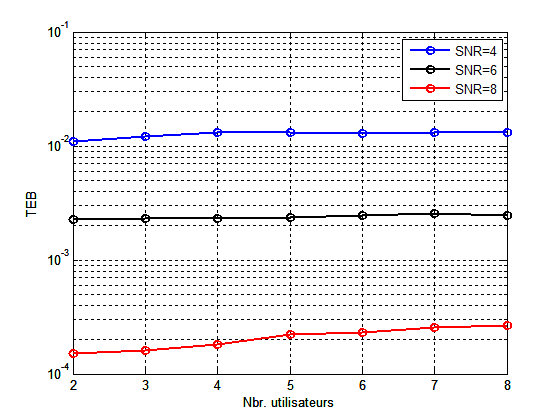 10^-1
SNR=4
SNR=6
SNR=8
10^-2
TEB
10^-3
10^-4
2 3 4 5 6 7 8
Nbr. utilisateurs